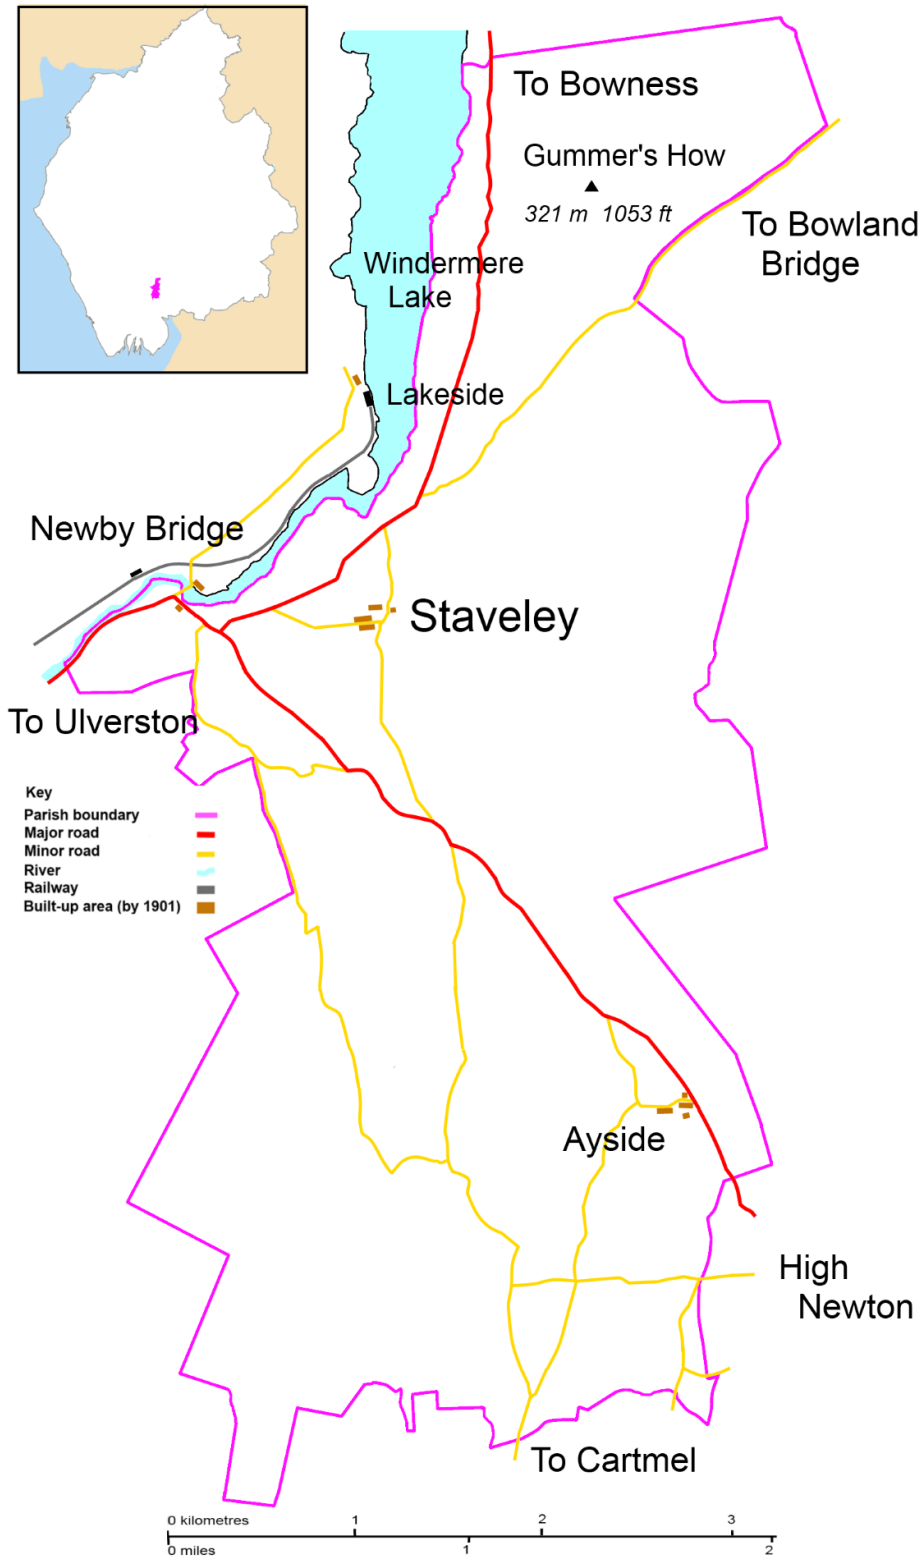 To Bowness
Gummer's How
321 m 1053 ft
To Bowland
Bridge
Windermere
Lake
Lakeside
Newby Bridge
Staveley
To Ulverston
Key
Parish boundary
Major road
Minor road
River
Railway
Built-up area (by 1901)
Ayside
High
Newton
To Cartmel
0 kilometres 1 2 3
0 miles 1 2